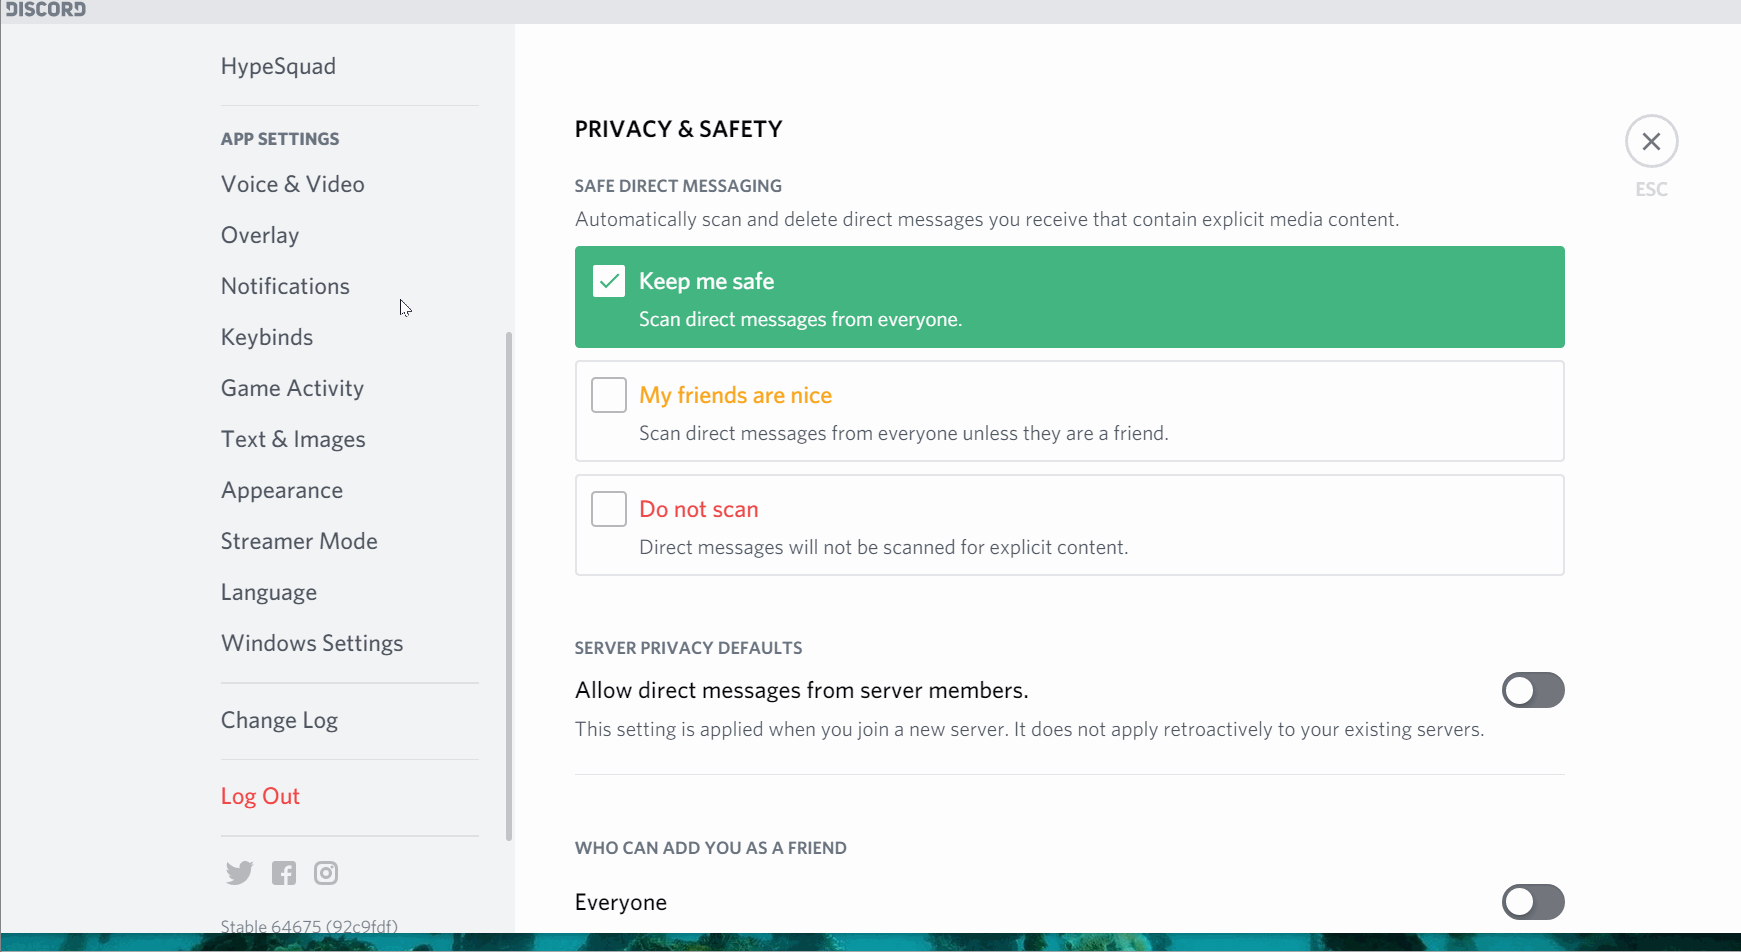 DISCORD
HypeSquad
APP SETTINGS
Voice & Video
Overlay
Notifications
Keybinds
Game Activity
Text & Images
Appearance
Streamer Mode
Language
Windows Settings
Change Log
Log Out
Stable 64675 (92c9fdf)
PRIVACY & SAFETY
SAFE DIRECT MESSAGING
Automatically scan and delete direct messages you receive that contain explicit media content.
Keep me safe
Scan direct messages from everyone.
My friends are nice
Scan direct messages from everyone unless they are a friend.
Do not scan
Direct messages will not be scanned for explicit content.
SERVER PRIVACY DEFAULTS
Allow direct messages from server members.
This setting is applied when you join a new server. It does not apply retroactively to your existing servers.
WHO CAN ADD YOU AS A FRIEND
Everyone
ESC